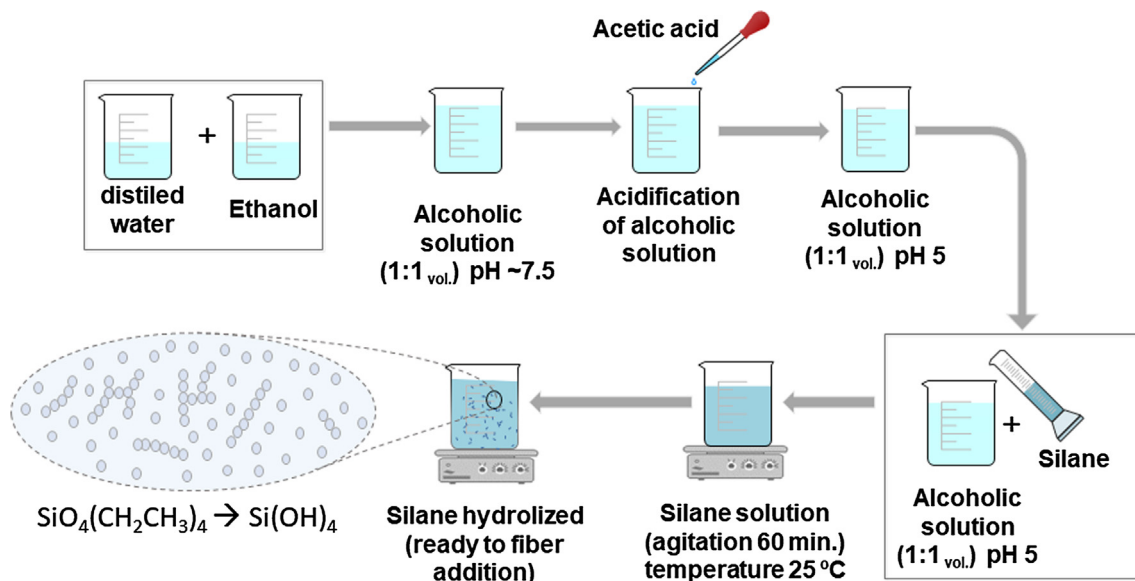 Acetic acid
+
distiled
water
Ethanol
Alcoholic
solution
(1:1 vol.) pH ~7.5
Acidification
of alcoholic
solution
Alcoholic
solution
(1:1 vol.) pH 5
+
Silane
Alcoholic
solution
(1:1 vol.) pH 5
Silane solution
(agitation 60 min.)
temperature 25 ºC
Silane hydrolized
(ready to fiber
addition)
SiO₄(CH₂CH₃)₄ → Si(OH)₄